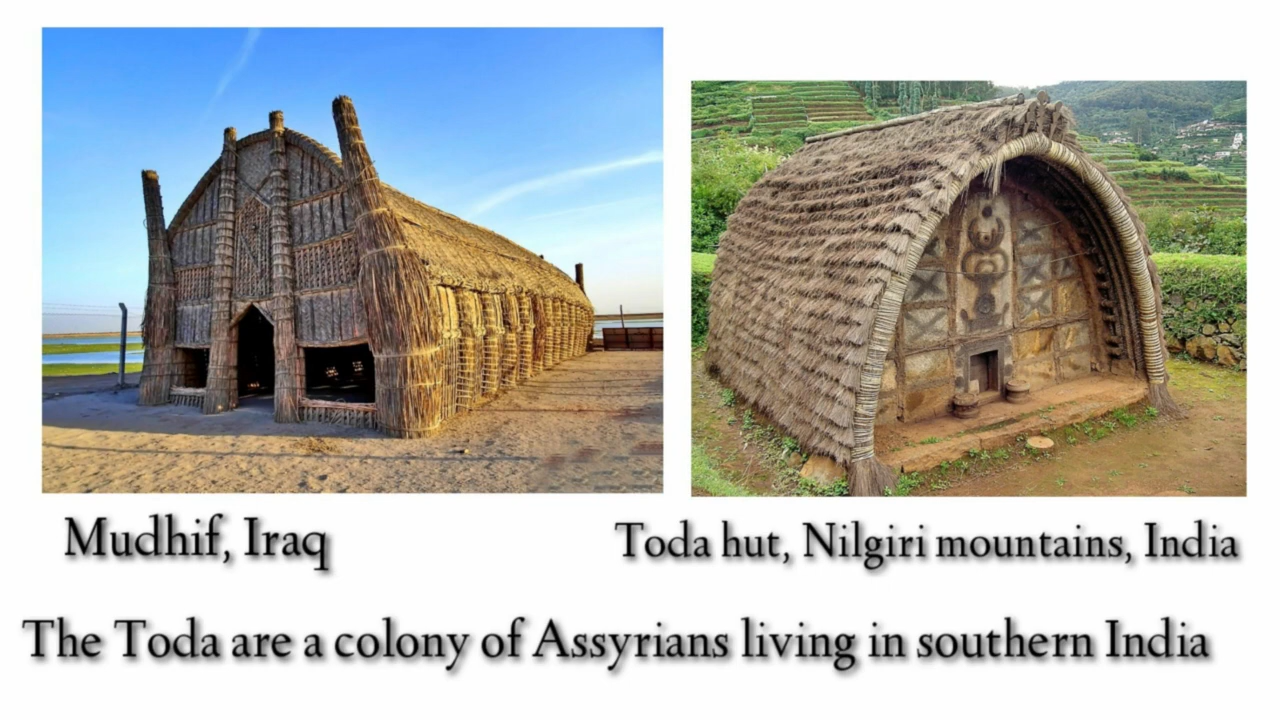 Mudhif, Iraq
Toda hut, Nilgiri mountains, India
The Toda are a colony of Assyrians living in southern India